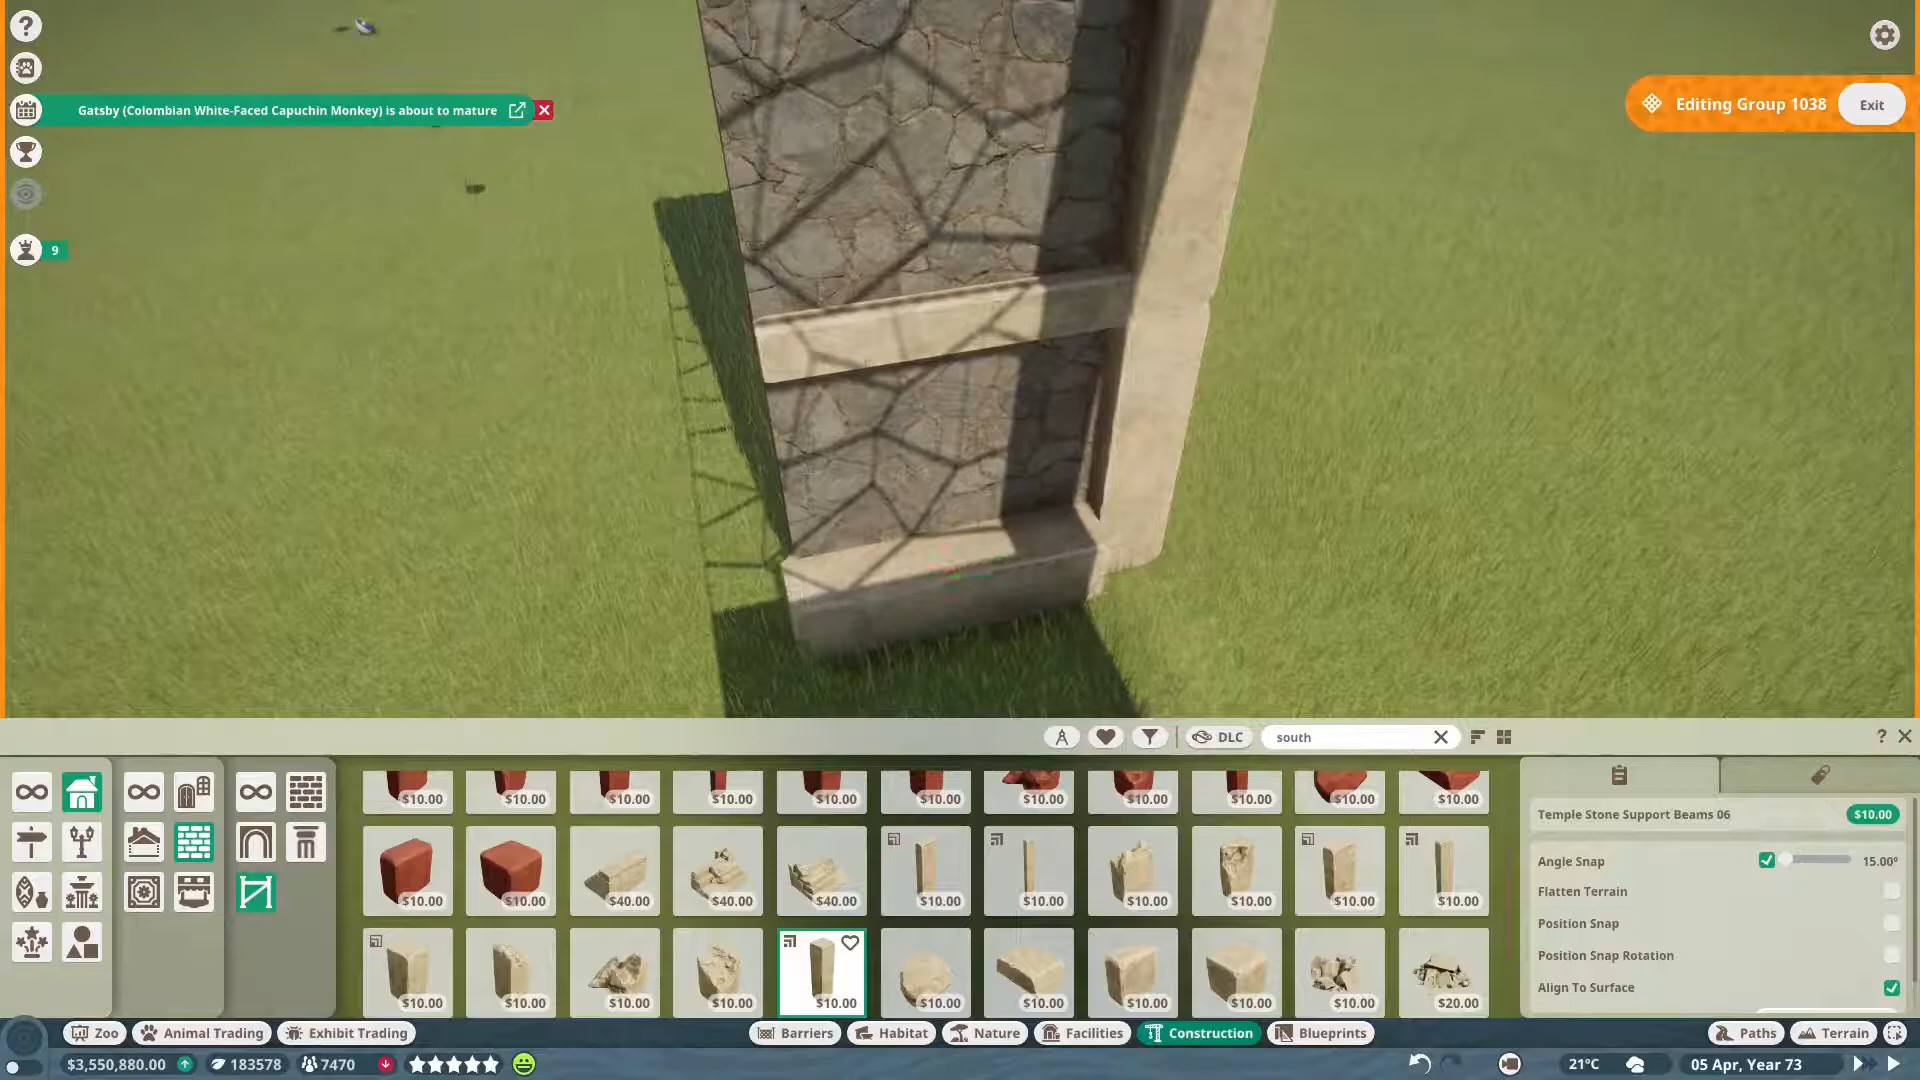 ?
Gatsby (Colombian White-Faced Capuchin Monkey) is about to mature
Editing Group 1038
Exit
9
DLC
south
?
$10.00 $10.00 $10.00 $10.00 $10.00 $10.00 $10.00 $10.00 $10.00 $10.00 $10.00
$10.00 $10.00 $40.00 $40.00 $40.00 $10.00 $10.00 $10.00 $10.00 $10.00 $10.00
$10.00 $10.00 $10.00 $10.00 $10.00 $10.00 $10.00 $10.00 $10.00 $10.00 $20.00
Temple Stone Support Beams 06
$10.00
Angle Snap
15.00°
Flatten Terrain
Position Snap
Position Snap Rotation
Align To Surface
Zoo
Animal Trading
Exhibit Trading
Barriers
Habitat
Nature
Facilities
Construction
Blueprints
Paths
Terrain
$3,550,880.00
183578
7470
21°C
05 Apr, Year 73